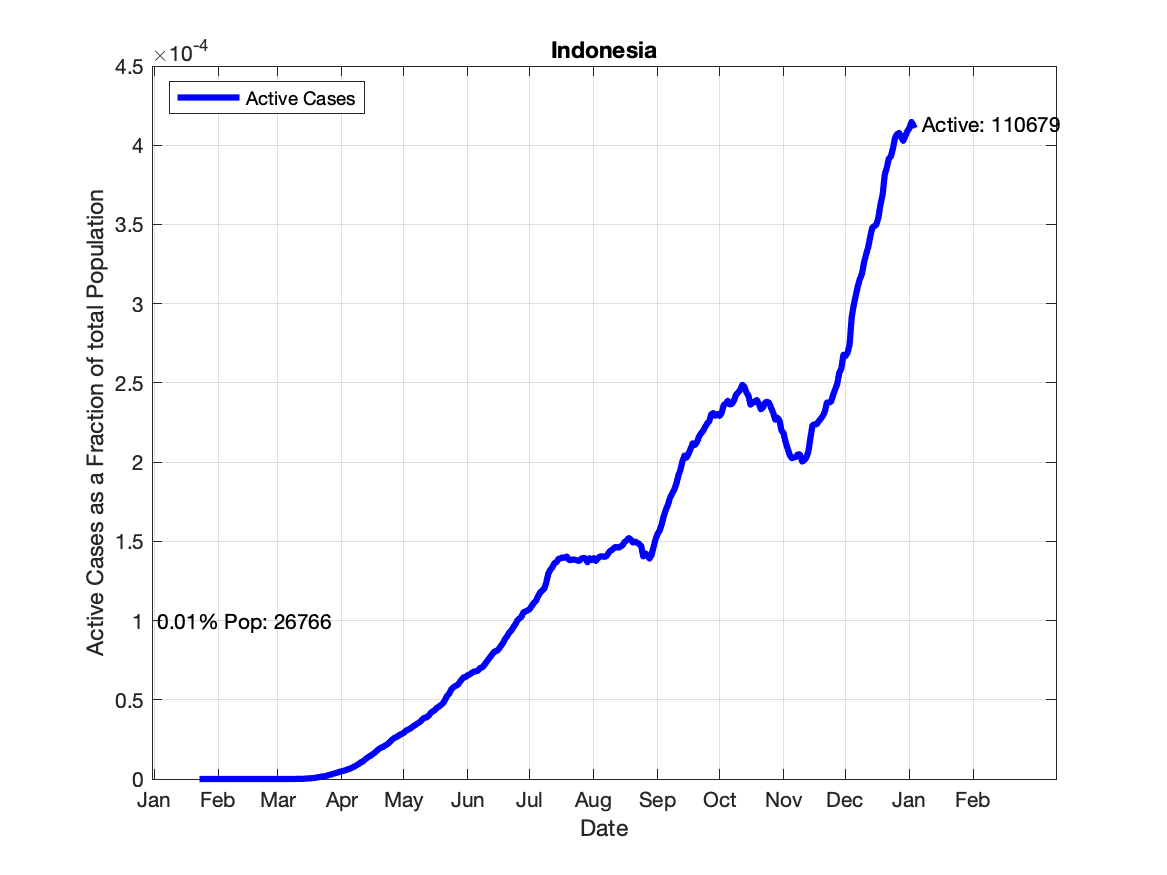 Indonesia
×10-4
4.5
4
3.5
3
2.5
2
1.5
1
0.5
0
Active Cases as a Fraction of total Population
Active Cases
Active: 110679
0.01% Pop: 26766
Jan Feb Mar Apr May Jun Jul Aug Sep Oct Nov Dec Jan Feb
Date